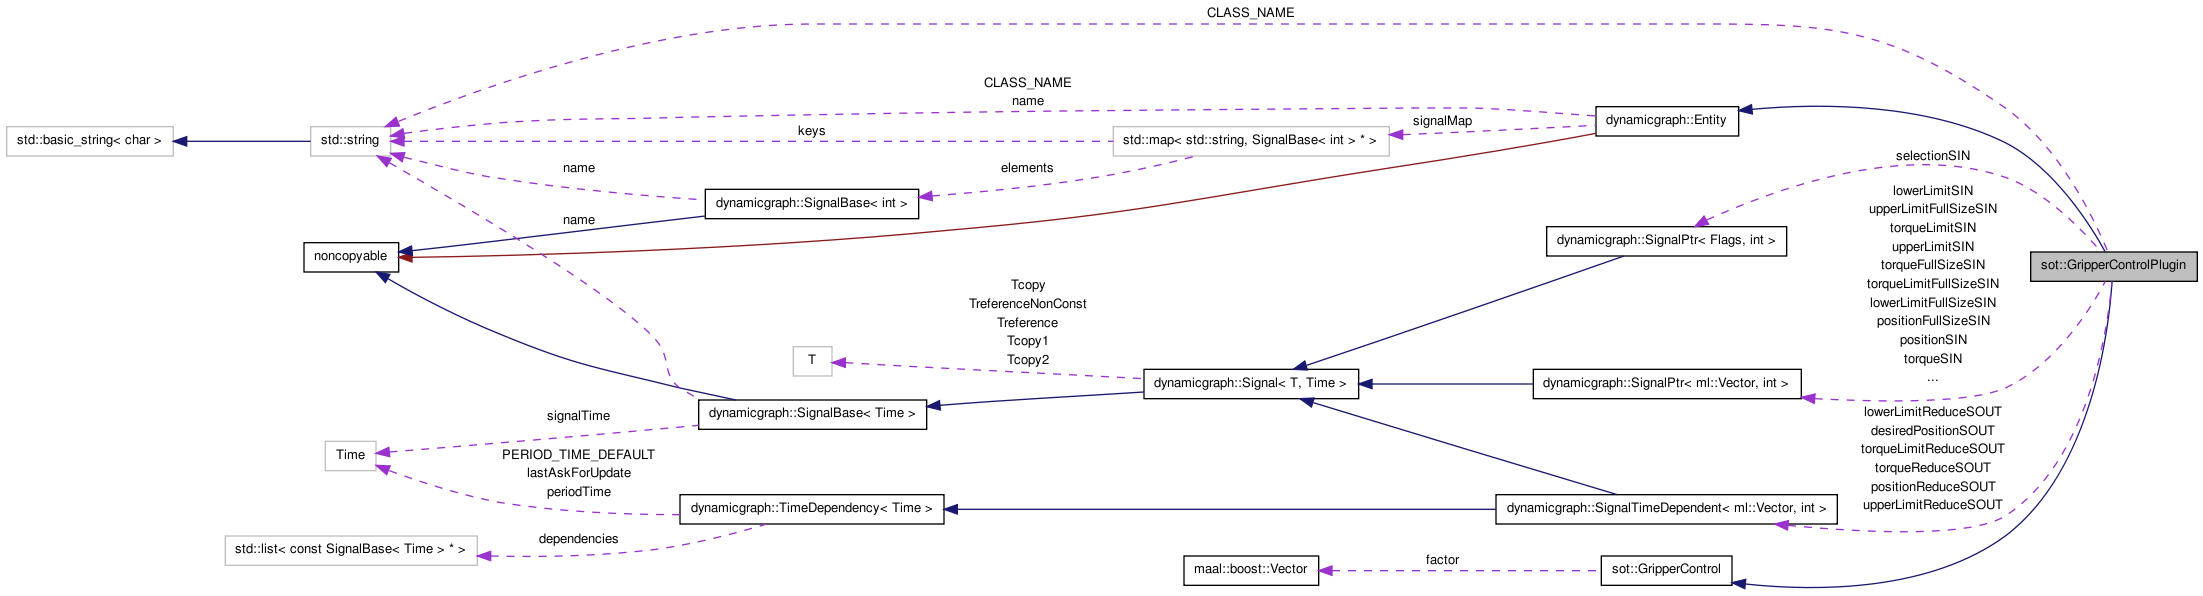 CLASS_NAME
CLASS_NAME
name
dynamicgraph::Entity
signalMap
keys
std::basic_string< char >
std::string
std::map< std::string, SignalBase< int > * >
selectionSIN
name
elements
dynamicgraph::SignalBase< int >
lowerLimitSIN
upperLimitFullSizeSIN
torqueLimitSIN
upperLimitSIN
torqueFullSizeSIN
torqueLimitFullSizeSIN
lowerLimitFullSizeSIN
positionFullSizeSIN
positionSIN
torqueSIN
...
name
dynamicgraph::SignalPtr< Flags, int >
noncopyable
sot::GripperControlPlugin
Tcopy
TreferenceNonConst
Treference
Tcopy1
Tcopy2
T
dynamicgraph::Signal< T, Time >
dynamicgraph::SignalPtr< ml::Vector, int >
dynamicgraph::SignalBase< Time >
signalTime
lowerLimitReduceSOUT
desiredPositionSOUT
torqueLimitReduceSOUT
torqueReduceSOUT
positionReduceSOUT
upperLimitReduceSOUT
Time
PERIOD_TIME_DEFAULT
lastAskForUpdate
periodTime
dynamicgraph::TimeDependency< Time >
dynamicgraph::SignalTimeDependent< ml::Vector, int >
dependencies
std::list< const SignalBase< Time > * >
maal::boost::Vector
factor
sot::GripperControl